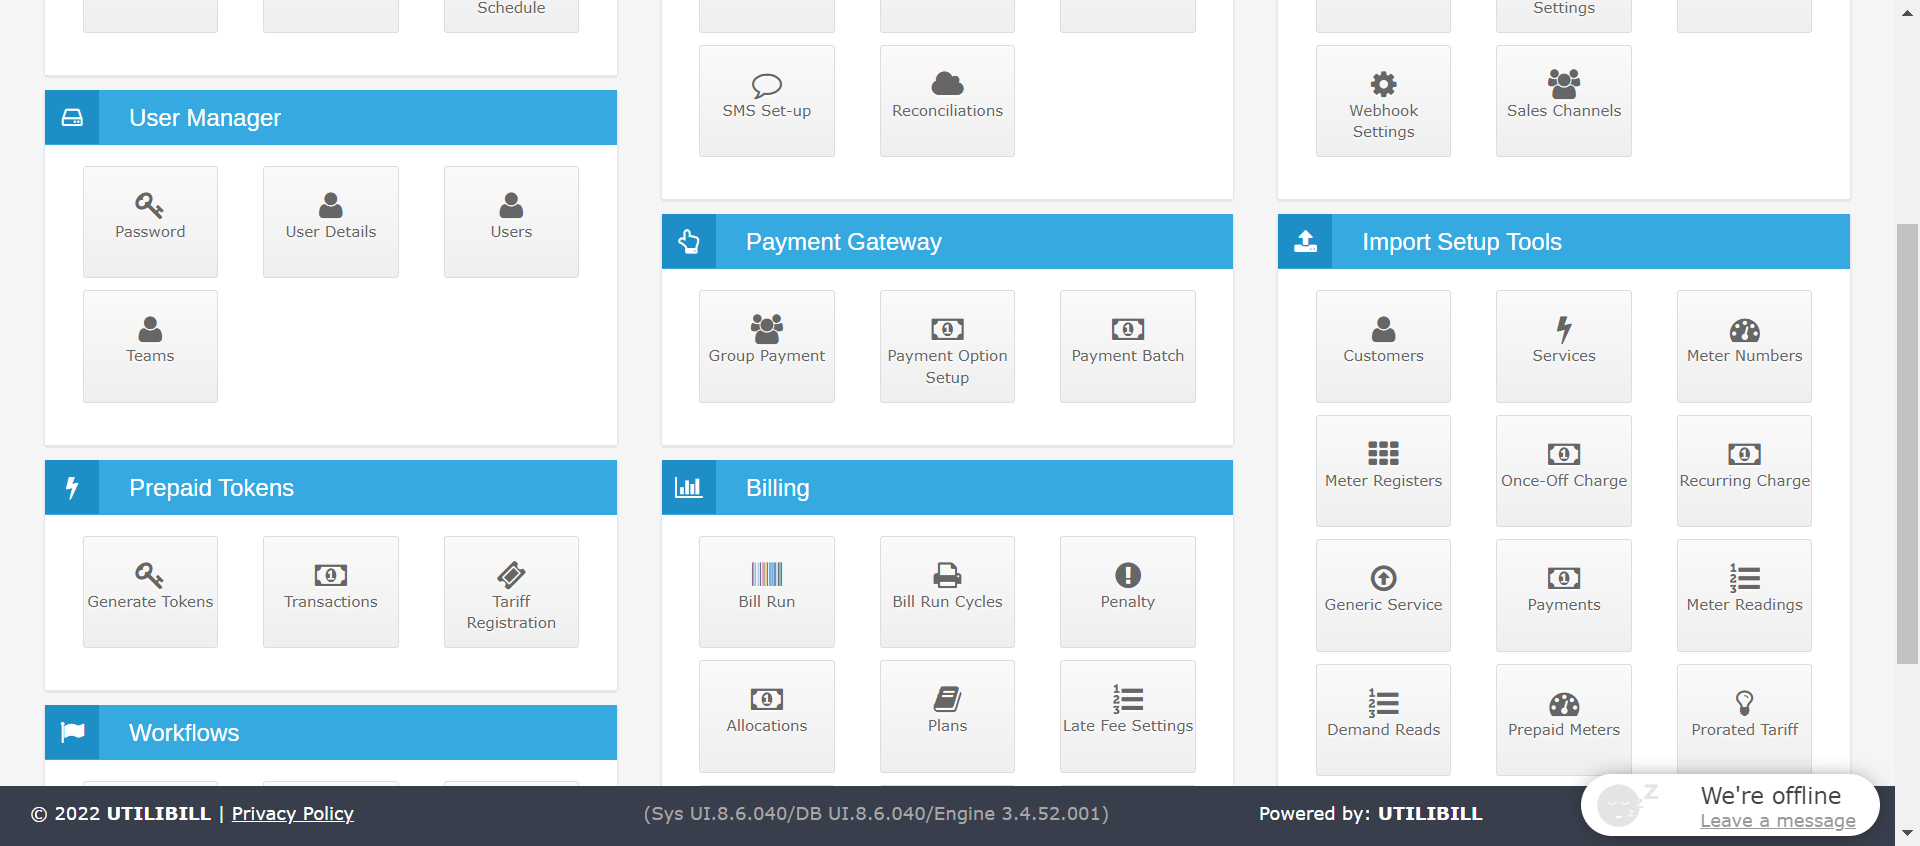 Schedule
User Manager
Password
User Details
Users
Teams
Prepaid Tokens
Generate Tokens
Transactions
Tariff
Registration
Workflows
SMS Set-up
Reconciliations
Payment Gateway
Group Payment
Payment Option
Setup
Payment Batch
Billing
Bill Run
Bill Run Cycles
Penalty
Allocations
Plans
Late Fee Settings
Settings
Webhook
Settings
Sales Channels
Import Setup Tools
Customers
Services
Meter Numbers
Meter Registers
Once-Off Charge
Recurring Charge
Generic Service
Payments
Meter Readings
Demand Reads
Prepaid Meters
Prorated Tariff
© 2022 UTILIBILL | Privacy Policy
(Sys UI.8.6.040/DB UI.8.6.040/Engine 3.4.52.001)
Powered by: UTILIBILL
We're offline
Leave a message